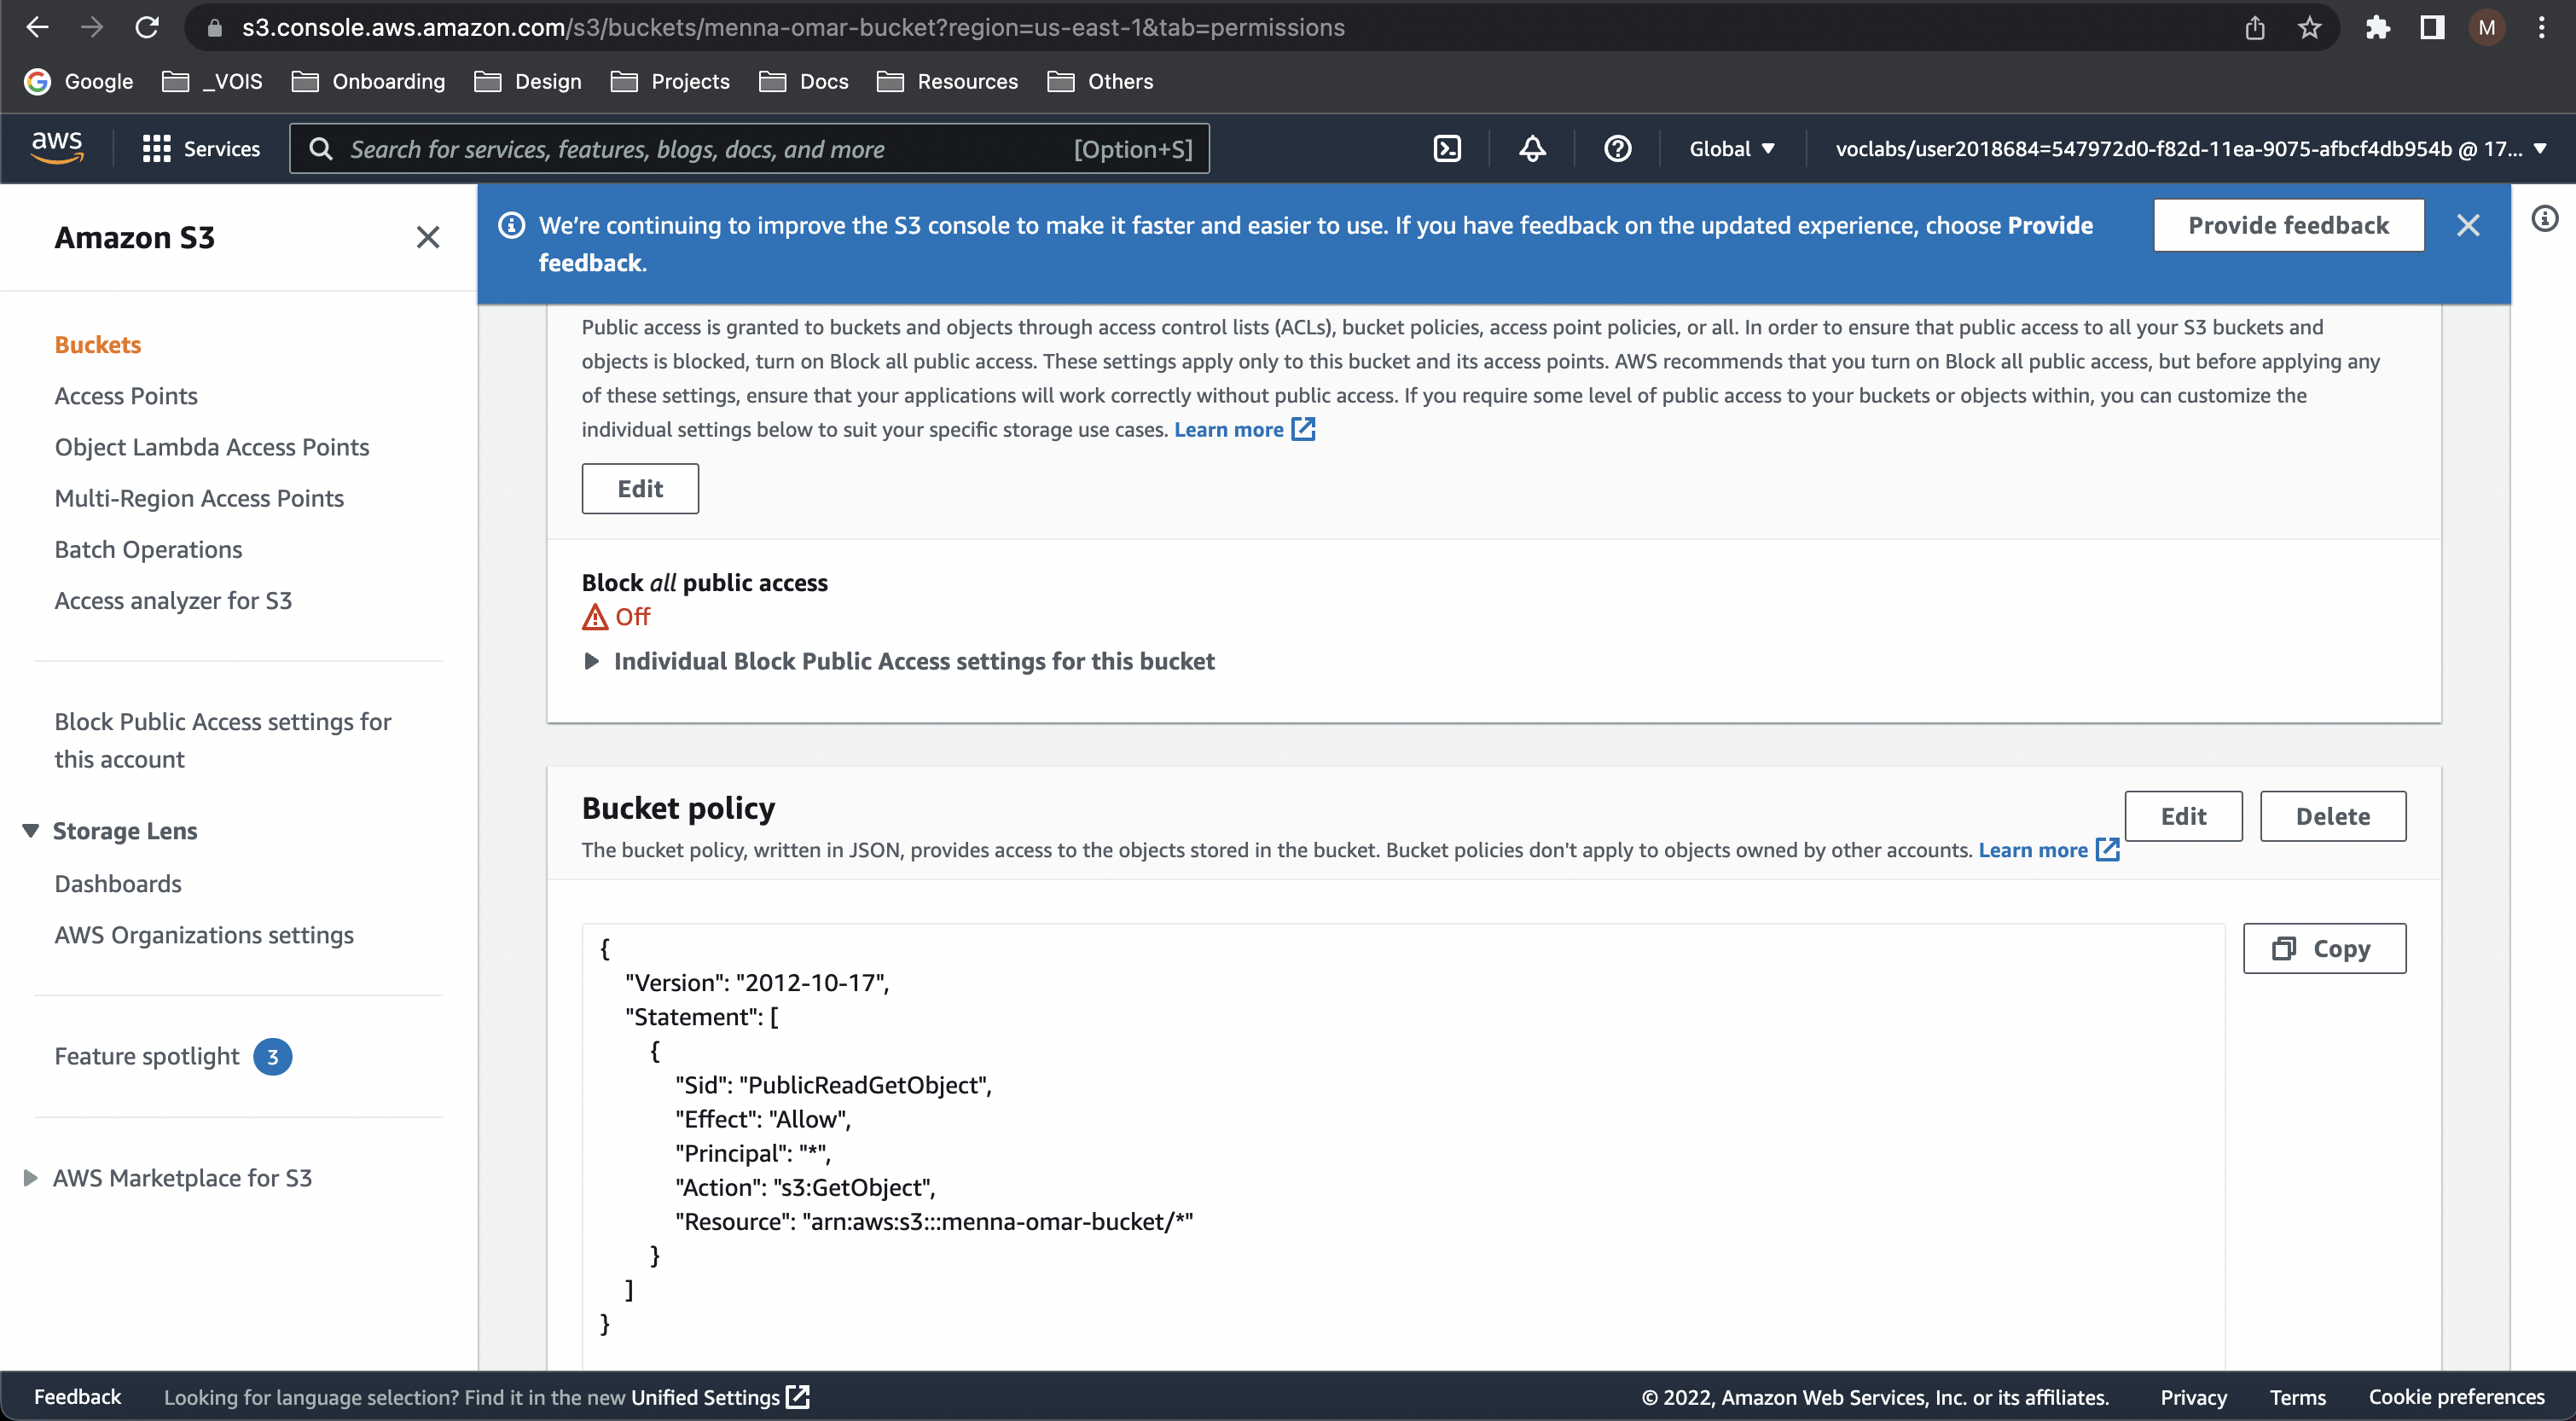 s3.console.aws.amazon.com/s3/buckets/menna-omar-bucket?region=us-east-1&tab=permissions
M
Google
_VOIS
Onboarding
Design
Projects
Docs
Resources
Others
aws
Services
Search for services, features, blogs, docs, and more
[Option+S]
Global
voclabs/user2018684=547972d0-f82d-11ea-9075-afbcf4db954b @ 17...
Amazon S3
Buckets
Access Points
Object Lambda Access Points
Multi-Region Access Points
Batch Operations
Access analyzer for S3
Block Public Access settings for
this account
Storage Lens
Dashboards
AWS Organizations settings
Feature spotlight 3
AWS Marketplace for S3
We're continuing to improve the S3 console to make it faster and easier to use. If you have feedback on the updated experience, choose Provide
feedback.
Provide feedback
Public access is granted to buckets and objects through access control lists (ACLs), bucket policies, access point policies, or all. In order to ensure that public access to all your S3 buckets and
objects is blocked, turn on Block all public access. These settings apply only to this bucket and its access points. AWS recommends that you turn on Block all public access, but before applying any
of these settings, ensure that your applications will work correctly without public access. If you require some level of public access to your buckets or objects within, you can customize the
individual settings below to suit your specific storage use cases. Learn more
Edit
Block all public access
Off
Individual Block Public Access settings for this bucket
Bucket policy
Edit
Delete
The bucket policy, written in JSON, provides access to the objects stored in the bucket. Bucket policies don't apply to objects owned by other accounts. Learn more
Copy
{
"Version": "2012-10-17",
"Statement": [
{
"Sid": "PublicReadGetObject",
"Effect": "Allow",
"Principal": "*",
"Action": "s3:GetObject",
"Resource": "arn:aws:s3:::menna-omar-bucket/*"
}
]
}
Feedback
Looking for language selection? Find it in the new Unified Settings
© 2022, Amazon Web Services, Inc. or its affiliates.
Privacy
Terms
Cookie preferences